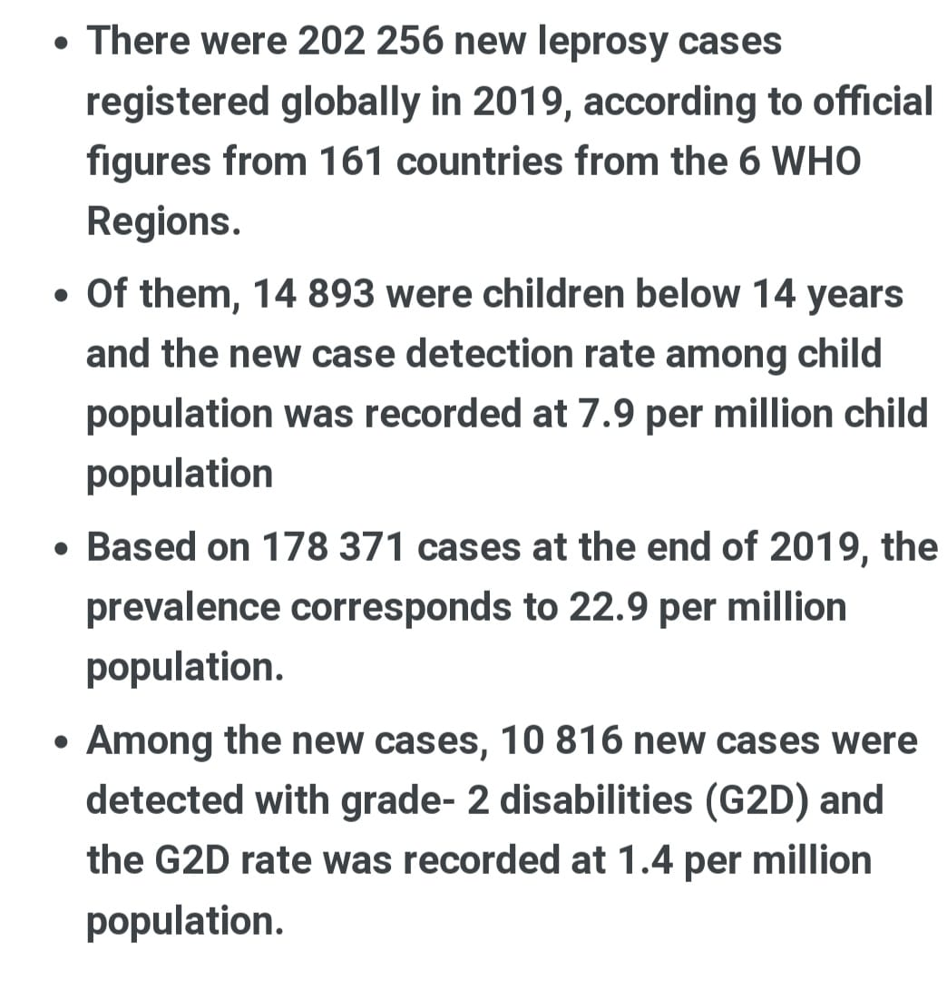 • There were 202 256 new leprosy cases
registered globally in 2019, according to official
figures from 161 countries from the 6 WHO
Regions.
• Of them, 14 893 were children below 14 years
and the new case detection rate among child
population was recorded at 7.9 per million child
population
• Based on 178 371 cases at the end of 2019, the
prevalence corresponds to 22.9 per million
population.
• Among the new cases, 10 816 new cases were
detected with grade- 2 disabilities (G2D) and
the G2D rate was recorded at 1.4 per million
population.